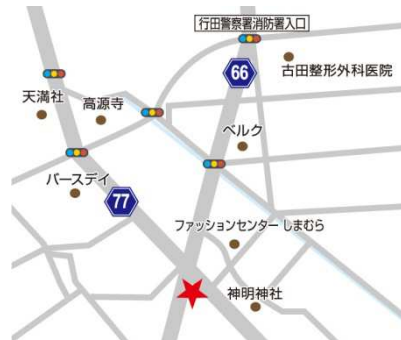 行田警察署消防署入口
66
古田整形外科医院
天満社
高源寺
ベルク
バースデイ
77
ファッションセンター しまむら
神明神社